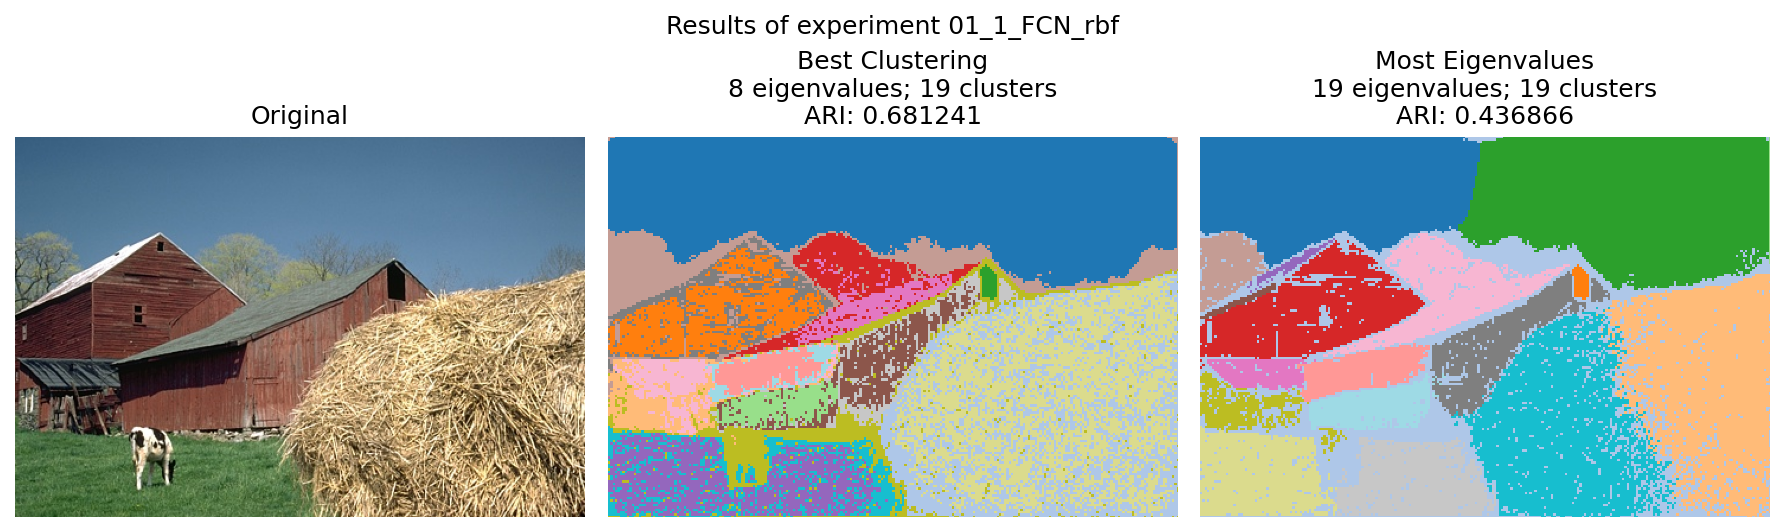 Results of experiment 01_1_FCN_rbf
Original
Best Clustering
8 eigenvalues; 19 clusters
ARI: 0.681241
Most Eigenvalues
19 eigenvalues; 19 clusters
ARI: 0.436866